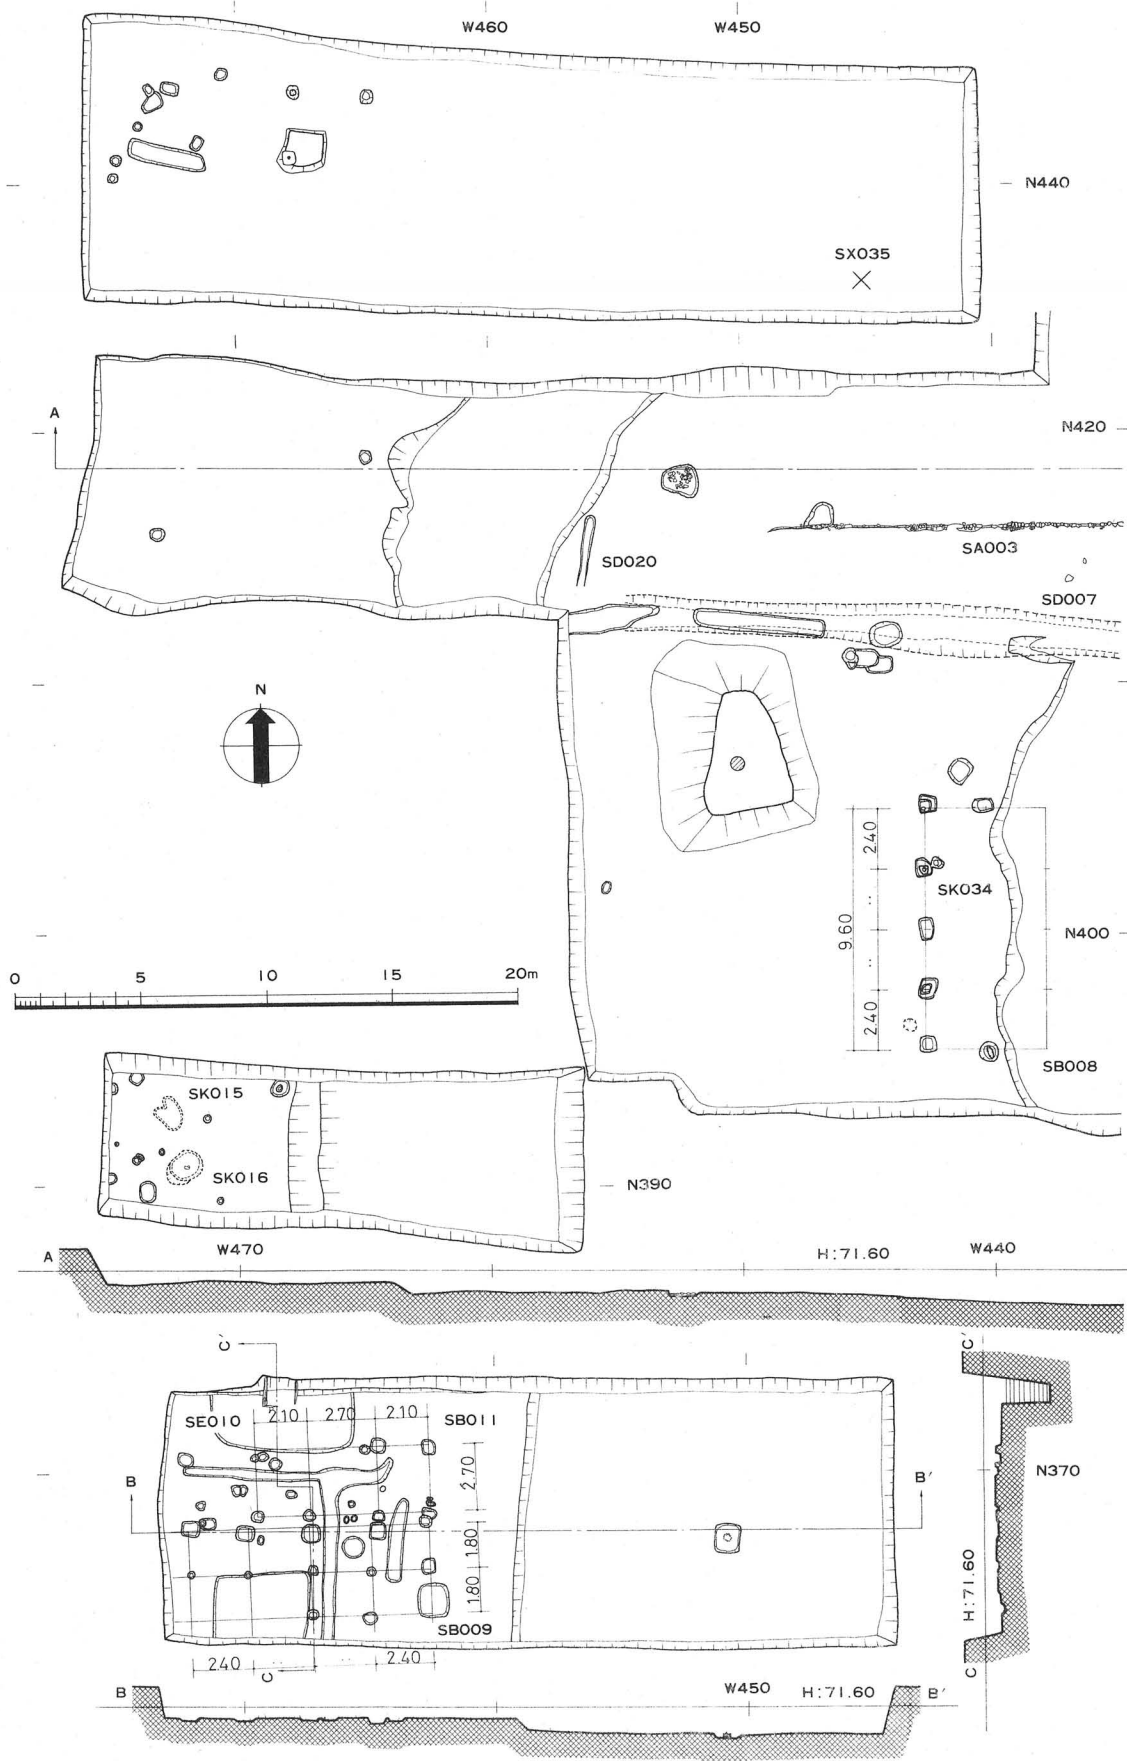 W460
W450
N440
SX035
A
N420
SA003
SD020
SD007
N
2.40
SK034
:
9.60
N400
:
2.40
0 5 10 15 20m
SB008
SK015
SK016
N390
A
W470
H:71.60
W440
C'
C'
SE010
2.10
2.70
2.10
SB011
N370
2.70
B
B'
1.80
H:71.60
1.80
SB009
2.40
C
:
2.40
C
B
W450
H:71.60
B'